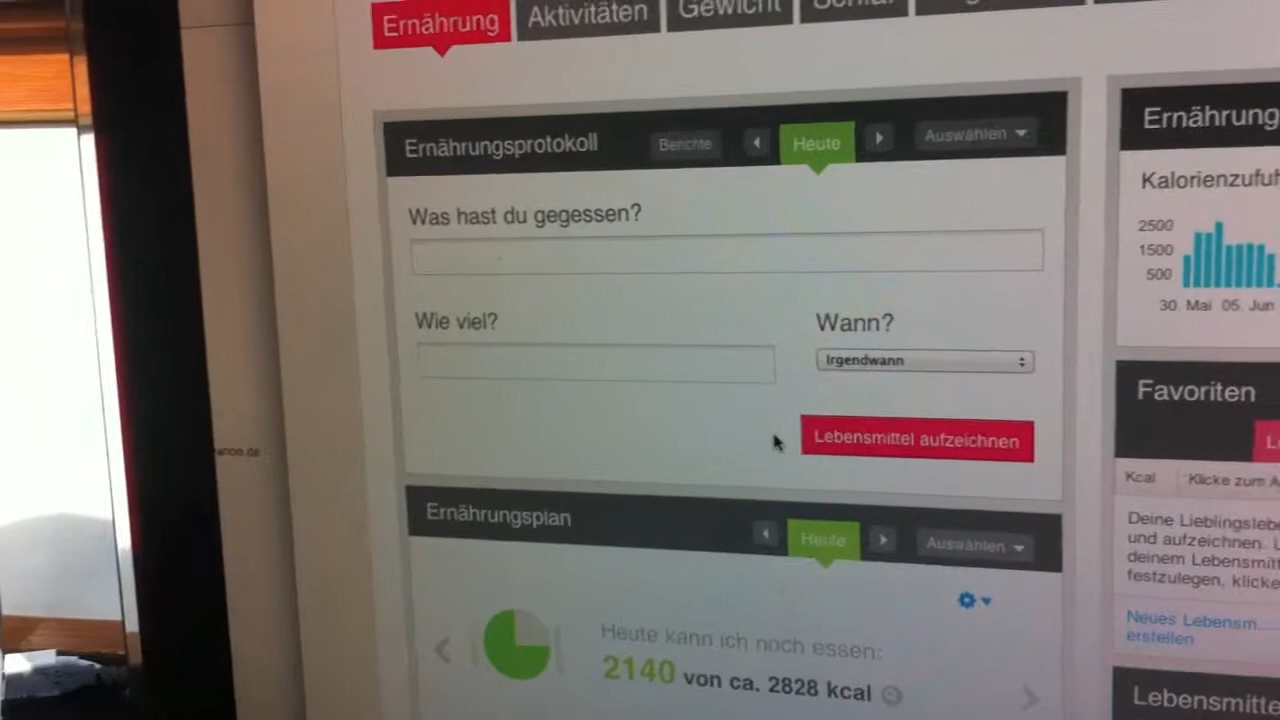 Ernährung
Aktivitäten
Gewicht
Ernährungsprotokoll
Berichte
Heute
Auswählen
Was hast du gegessen?
Wie viel?
Wann?
Irgendwann
Lebensmittel aufzeichnen
Ernährungsplan
Heute
Auswählen
Heute kann ich noch essen:
2140 von ca. 2828 kcal
Ernährung
Kalorienzufuh
2500
1500
500
30. Mai 05. Jun
Favoriten
Kcal
Klicke zum A
Deine Lieblingslebe
und aufzeichnen. L
deinem Lebensmitt
festzulegen, klicke
Neues Lebensm...
erstellen
Lebensmitte